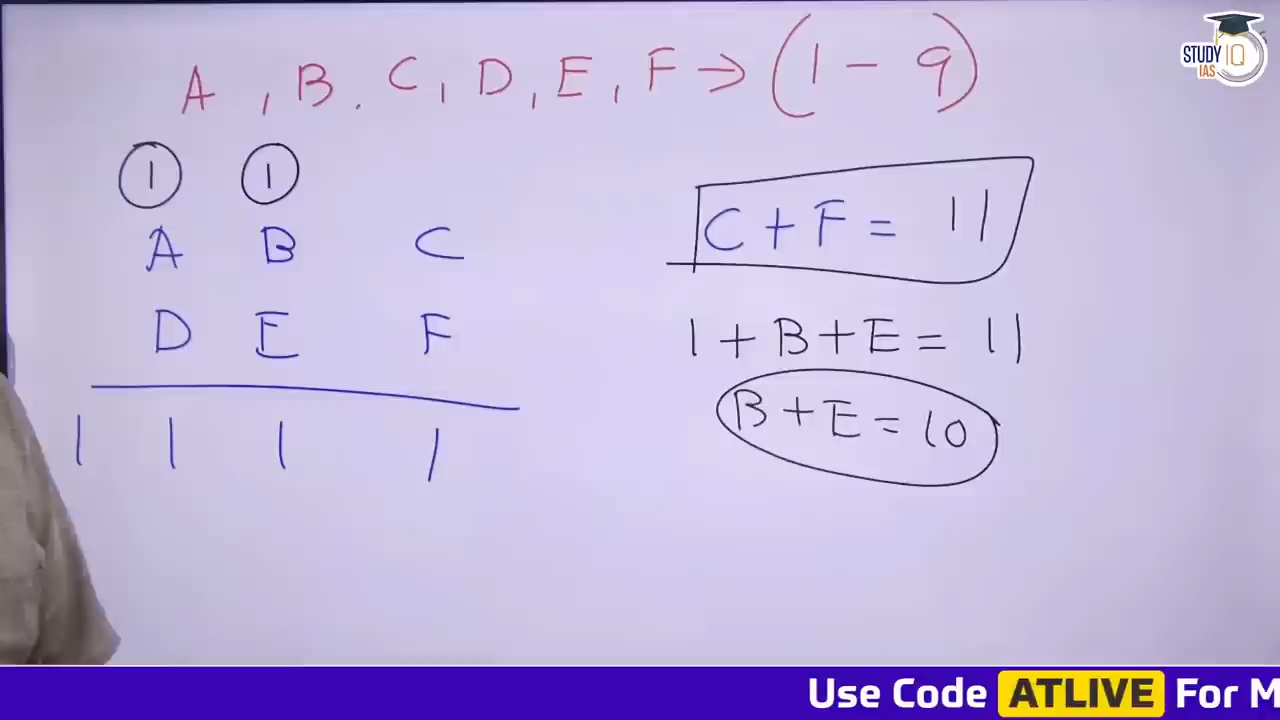 A, B, C, D, E, F → (1 - 9)
STUDY IQ
IAS
1 1
A B C
D E F
1 1 1 1
C + F = 11
1 + B + E = 11
B + E = 10
Use Code ATLIVE For M